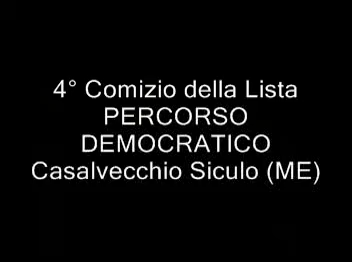 4° Comizio della Lista
PERCORSO
DEMOCRATICO
Casalvecchio Siculo (ME)